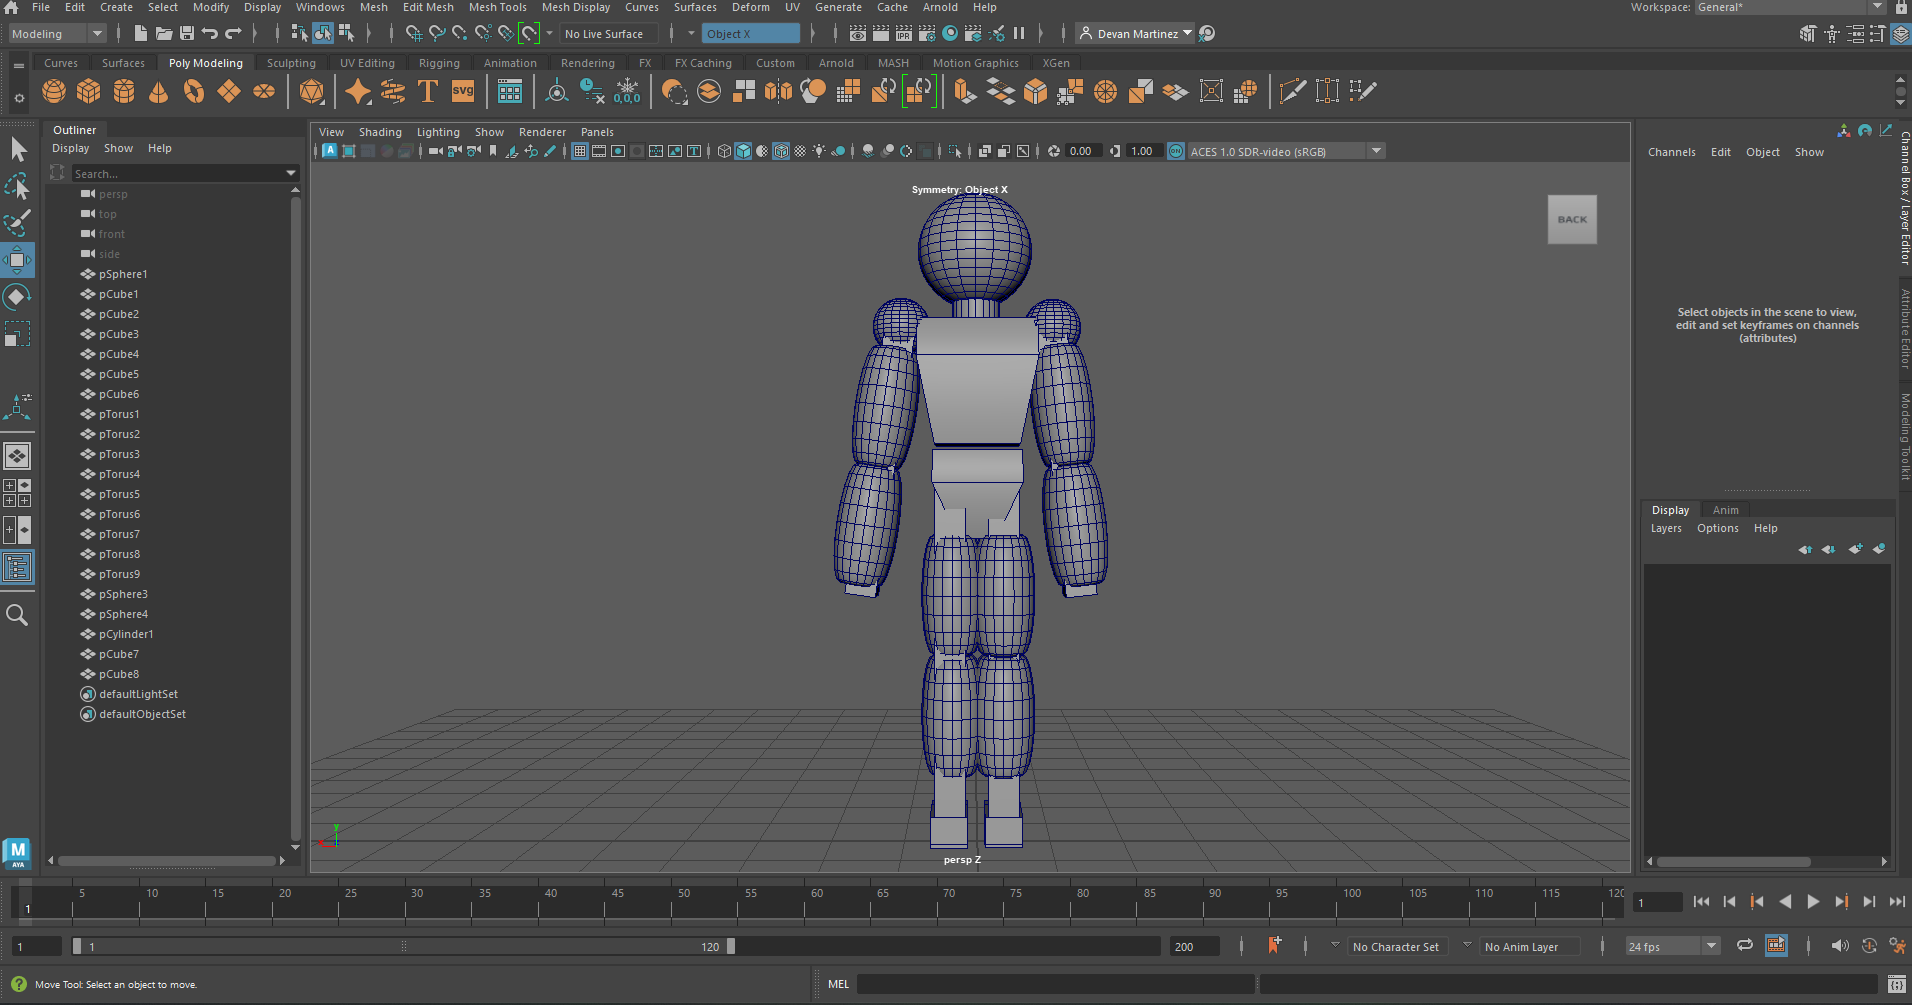 File Edit Create Select Modify Display Windows Mesh Edit Mesh Mesh Tools Mesh Display Curves Surfaces Deform UV Generate Cache Arnold Help Workspace: General*
Modeling No Live Surface Object X IPR Devan Martinez
Curves Surfaces Poly Modeling Sculpting UV Editing Rigging Animation Rendering FX FX Caching Custom Arnold MASH Motion Graphics XGen
T SVG 0,0,0
Outliner
Display Show Help
Search...
persp
top
front
side
pSphere1
pCube1
pCube2
pCube3
pCube4
pCube5
pCube6
pTorus1
pTorus2
pTorus3
pTorus4
pTorus5
pTorus6
pTorus7
pTorus8
pTorus9
pSphere3
pSphere4
pCylinder1
pCube7
pCube8
defaultLightSet
defaultObjectSet
M
AYA
View Shading Lighting Show Renderer Panels
0.00 1.00 ON ACES 1.0 SDR-video (sRGB)
Symmetry: Object X
BACK
y
persp Z
Channels Edit Object Show
Select objects in the scene to view,
edit and set keyframes on channels
(attributes)
Channel Box / Layer Editor
Attribute Editor
Modeling Toolkit
Display Anim
Layers Options Help
5 10 15 20 25 30 35 40 45 50 55 60 65 70 75 80 85 90 95 100 105 110 115 120
1 1
1 1 120 200 No Character Set No Anim Layer 24 fps
? Move Tool: Select an object to move. MEL